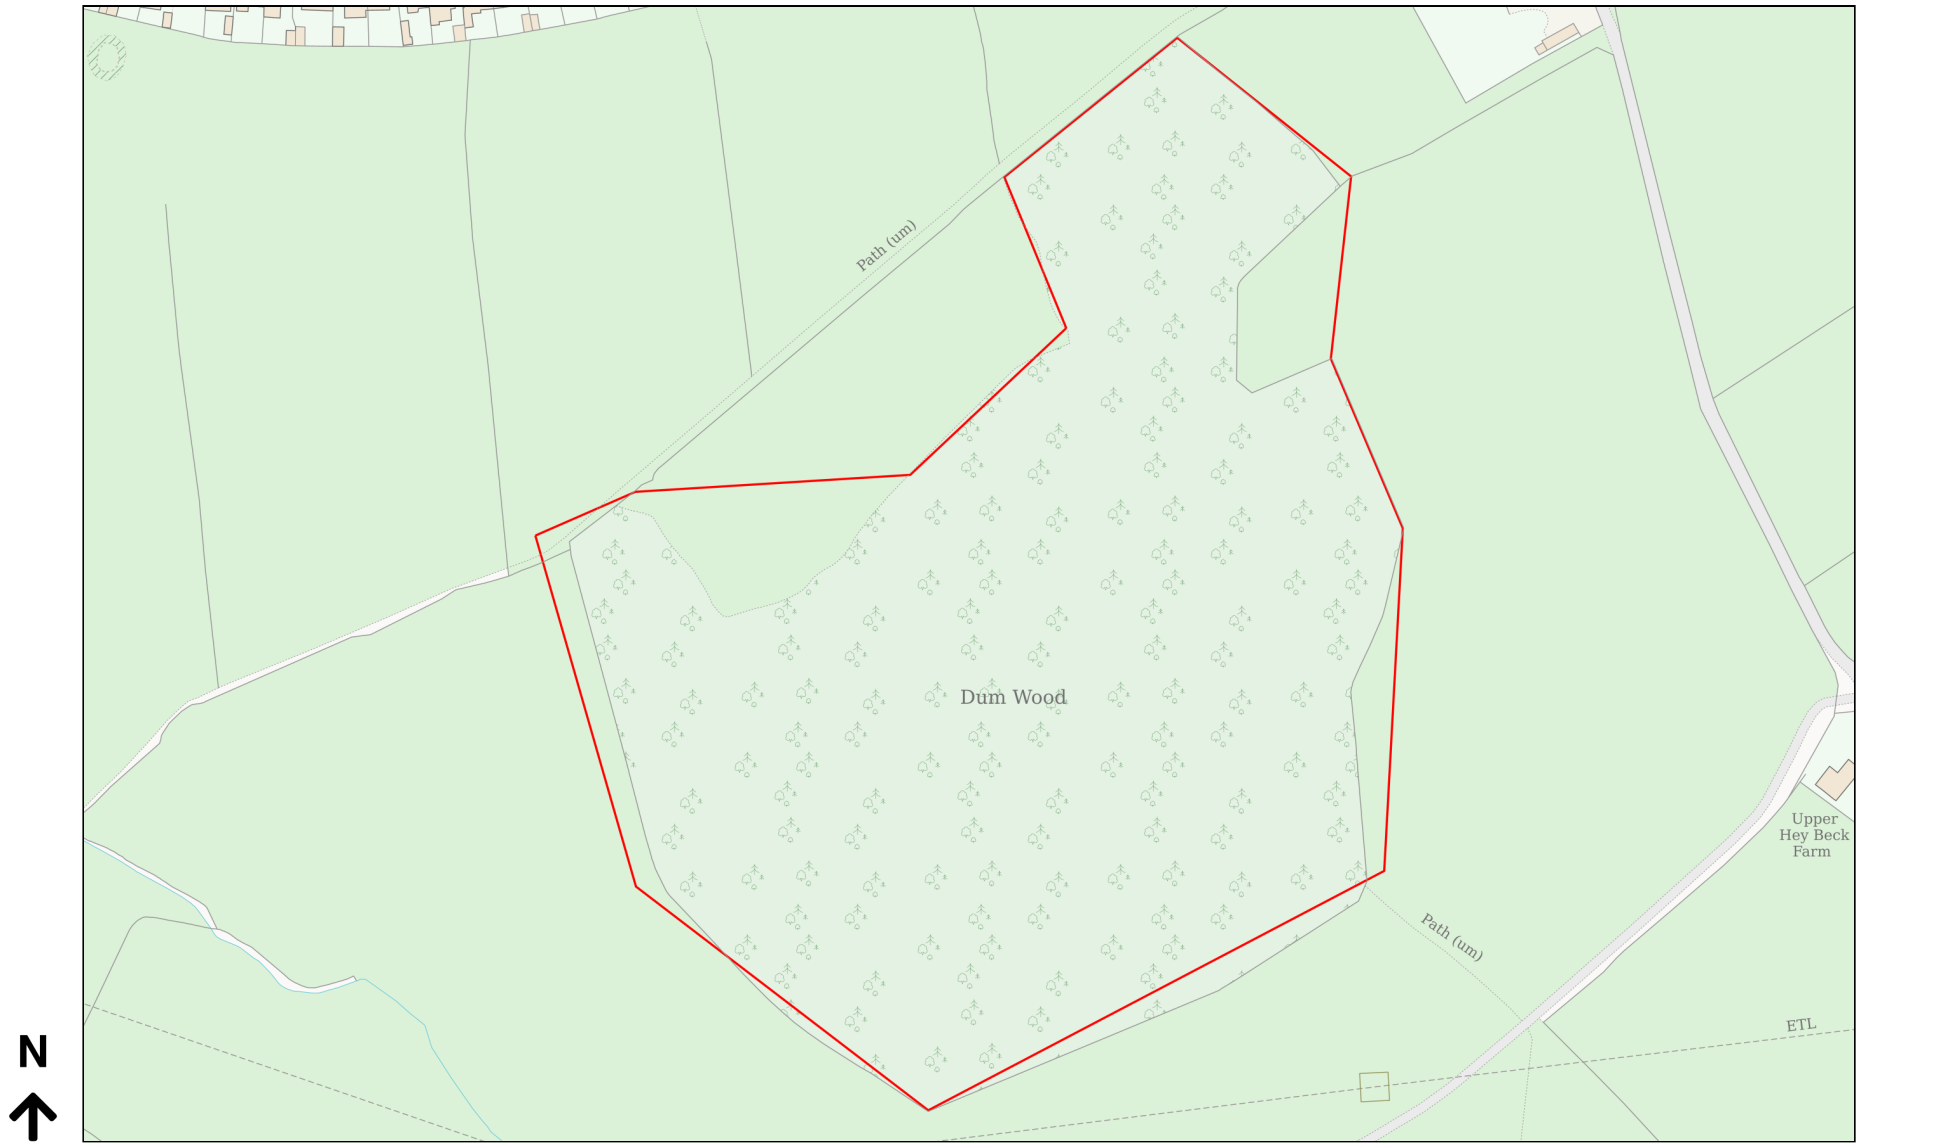 Path (um)
Dum Wood
Upper
Hey Beck
Farm
Path (um)
ETL
N